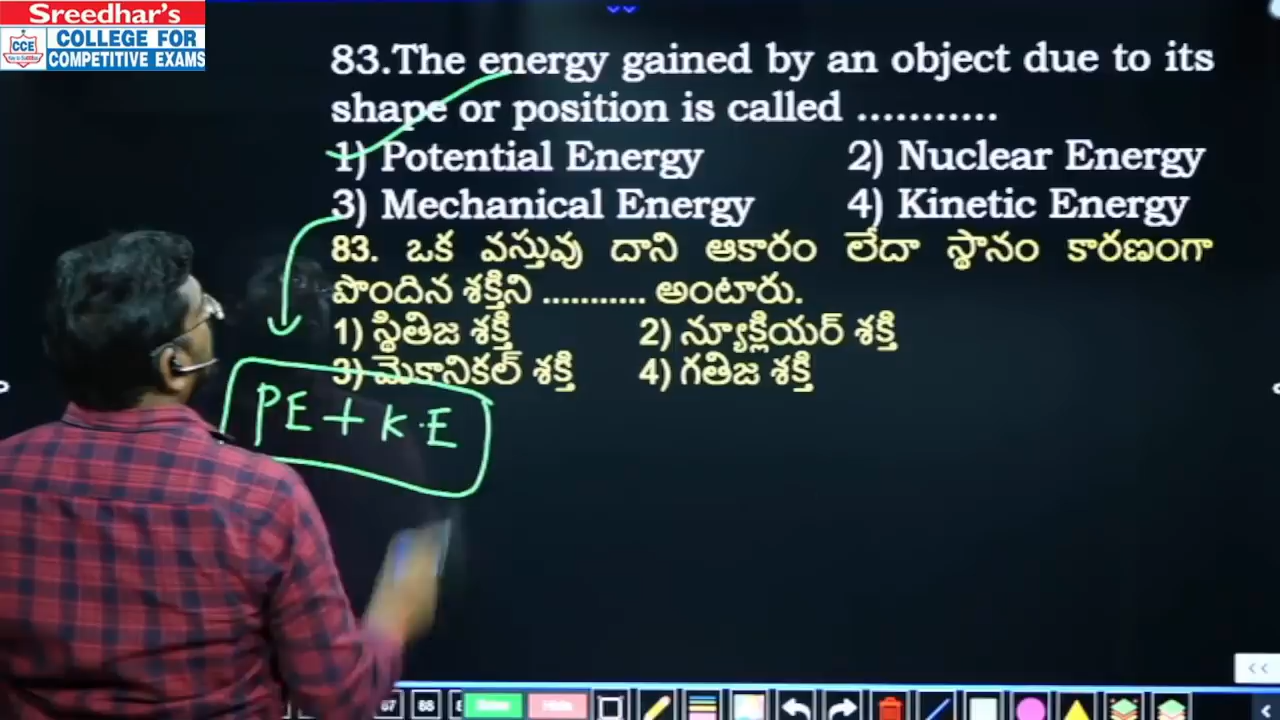 Sreedhar's
CCE
COLLEGE FOR
COMPETITIVE EXAMS
83.The energy gained by an object due to its
shape or position is called ...........
1) Potential Energy 2) Nuclear Energy
3) Mechanical Energy 4) Kinetic Energy
83. ఒక వస్తువు దాని ఆకారం లేదా స్థానం కారణంగా
పొందిన శక్తిని ........... అంటారు.
1) స్థితిజ శక్తి 2) న్యూక్లియర్ శక్తి
3) మెకానికల్ శక్తి 4) గతిజ శక్తి
PE + K.E
<<
87 88